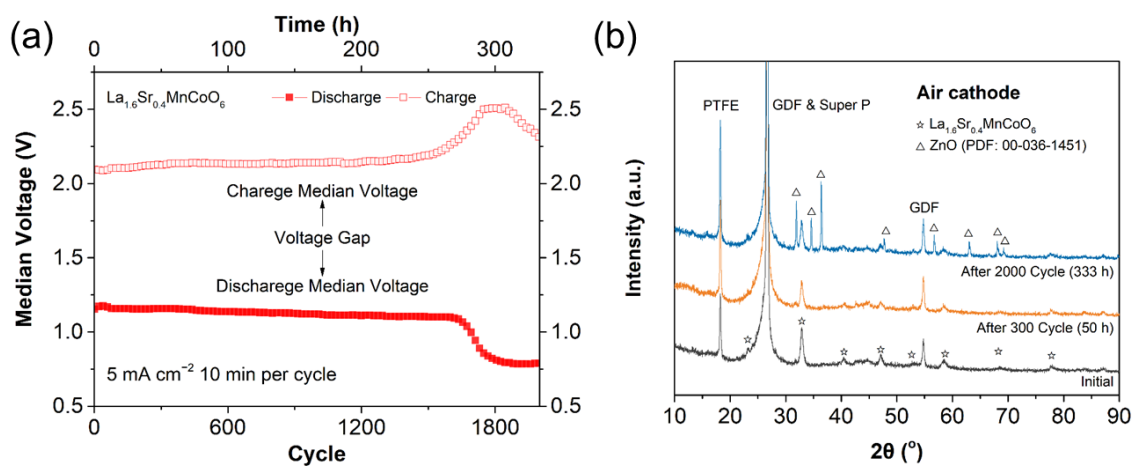 (a)
Time (h)
0 100 200 300
La1.6Sr0.4MnCoO6
Discharge Charge
Median Voltage (V)
2.5 2.5
2.0 2.0
1.5 1.5
1.0 1.0
0.5 0.5
Charege Median Voltage
Voltage Gap
Discharege Median Voltage
5 mA cm−2 10 min per cycle
0 600 1200 1800
Cycle
(b)
Intensity (a.u.)
PTFE
GDF & Super P
Air cathode
☆ La1.6Sr0.4MnCoO6
△ ZnO (PDF: 00-036-1451)
GDF
After 2000 Cycle (333 h)
After 300 Cycle (50 h)
Initial
10 20 30 40 50 60 70 80 90
2θ (°)